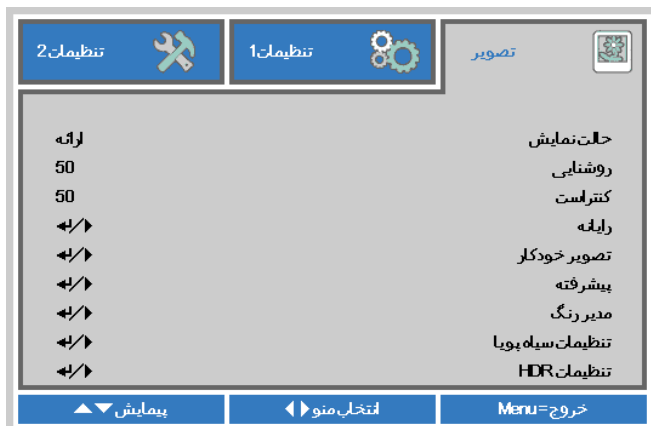 تصویر
تنظیمات1
تنظیمات2
حالت نمایش ارائه
روشنایی 50
کنتراست 50
رایانه ↵/▶
تصویر خودکار ↵/▶
پیشرفته ↵/▶
مدیر رنگ ↵/▶
تنظیمات سیاه پویا ↵/▶
تنظیمات HDR ↵/▶
خروج=Menu
انتخاب منو ◀▶
پیمایش ▼▲